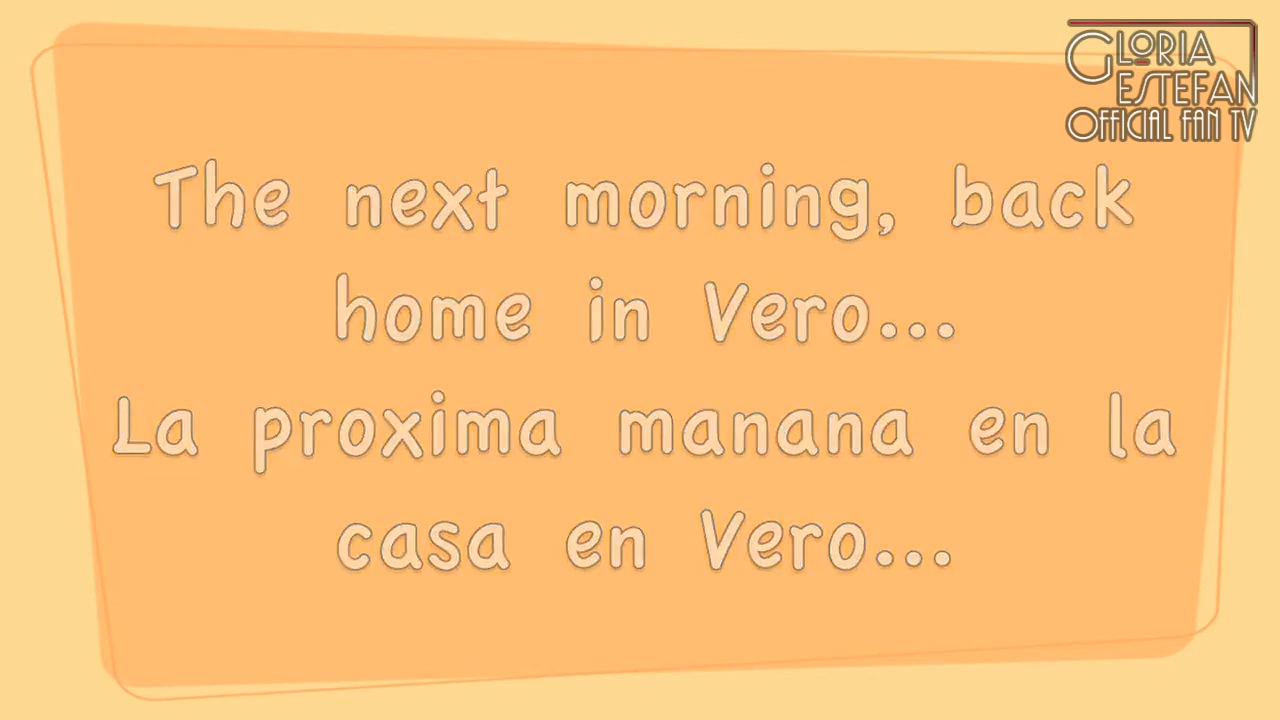 GLORIA
ESTEFAN
OFFICIAL FAN TV
The next morning, back
home in Vero...
La proxima manana en la
casa en Vero...